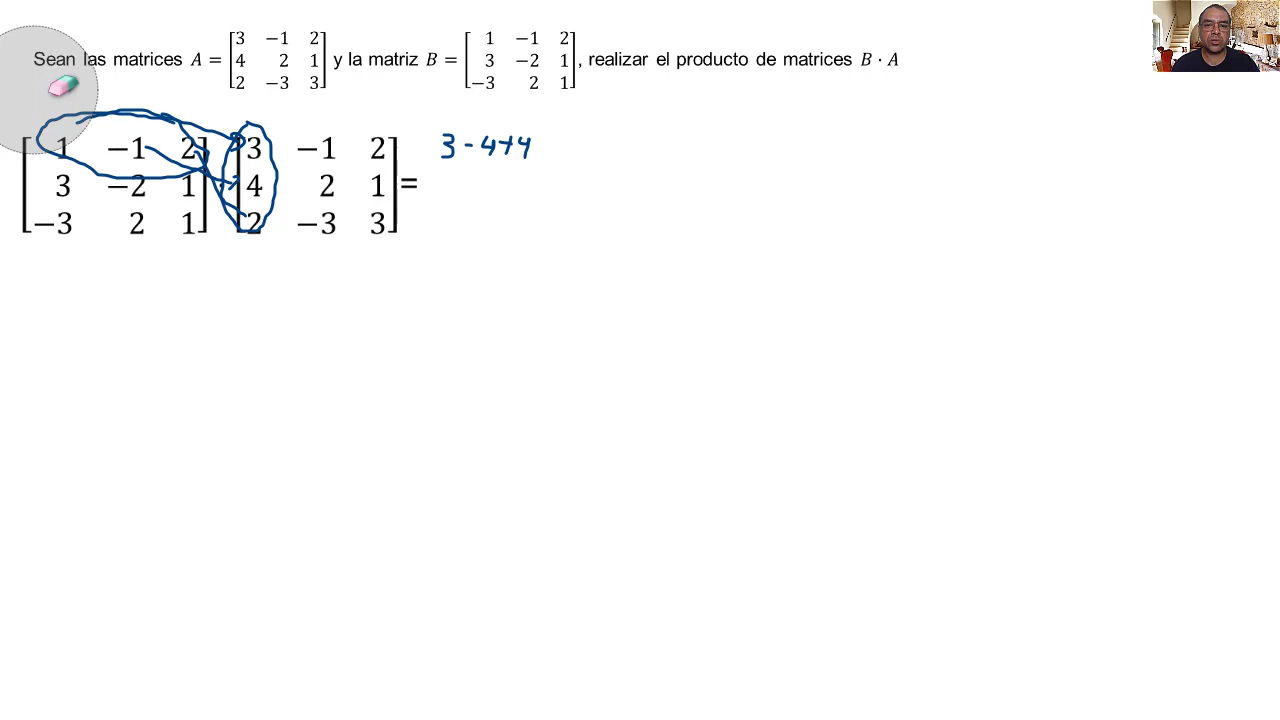 Sean las matrices A = [3 −1 2; 4 2 1; 2 −3 3] y la matriz B = [1 −1 2; 3 −2 1; −3 2 1], realizar el producto de matrices B · A
[1 −1 2] [3 −1 2] 3 - 4 + 4
[3 −2 1] · [4 2 1] =
[−3 2 1] [2 −3 3]